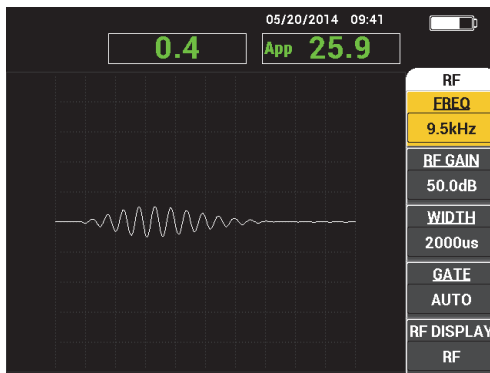 05/20/2014 09:41
0.4
App 25.9
RF
FREQ
9.5kHz
RF GAIN
50.0dB
WIDTH
2000us
GATE
AUTO
RF DISPLAY
RF